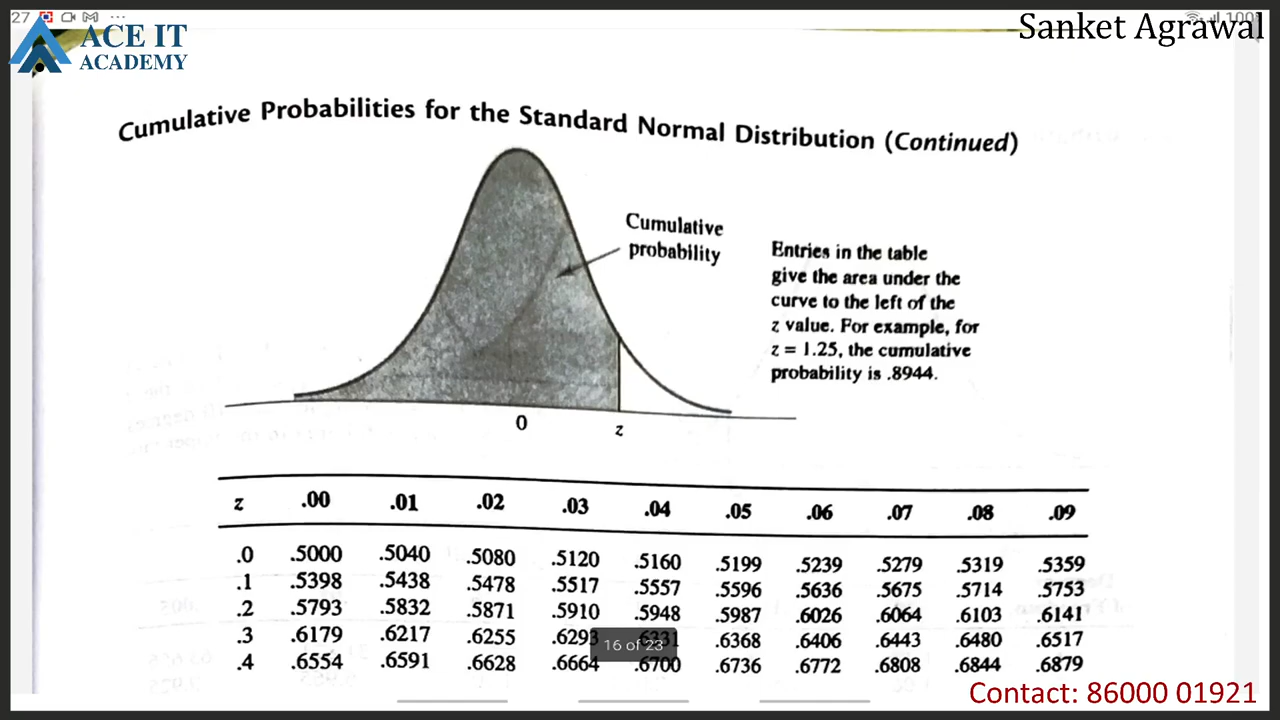 27
100
ACE IT
ACADEMY
Sanket Agrawal
Cumulative Probabilities for the Standard Normal Distribution (Continued)
Cumulative
probability
Entries in the table
give the area under the
curve to the left of the
z value. For example, for
z = 1.25, the cumulative
probability is .8944.
0
z
z .00 .01 .02 .03 .04 .05 .06 .07 .08 .09
.0 .5000 .5040 .5080 .5120 .5160 .5199 .5239 .5279 .5319 .5359
.1 .5398 .5438 .5478 .5517 .5557 .5596 .5636 .5675 .5714 .5753
.2 .5793 .5832 .5871 .5910 .5948 .5987 .6026 .6064 .6103 .6141
.3 .6179 .6217 .6255 .6293 .6331 .6368 .6406 .6443 .6480 .6517
16 of 23
.4 .6554 .6591 .6628 .6664 .6700 .6736 .6772 .6808 .6844 .6879
Contact: 86000 01921